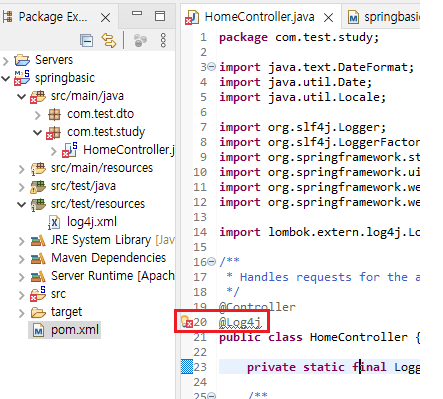 Package Ex...
Servers
springbasic
src/main/java
com.test.dto
com.test.study
HomeController.j
src/main/resources
src/test/java
src/test/resources
log4j.xml
JRE System Library [Jav
Maven Dependencies
Server Runtime [Apach
src
target
pom.xml
HomeController.java
springbasic
1 package com.test.study;
2
3 import java.text.DateFormat;
4 import java.util.Date;
5 import java.util.Locale;
6
7 import org.slf4j.Logger;
8 import org.slf4j.LoggerFactor
9 import org.springframework.st
10 import org.springframework.ui
11 import org.springframework.we
12 import org.springframework.we
13
14 import lombok.extern.log4j.Lo
15
16 /**
17 * Handles requests for the a
18 */
19 @Controller
20 @Log4j
21 public class HomeController {
22
23 private static final Logg
24
25 /**